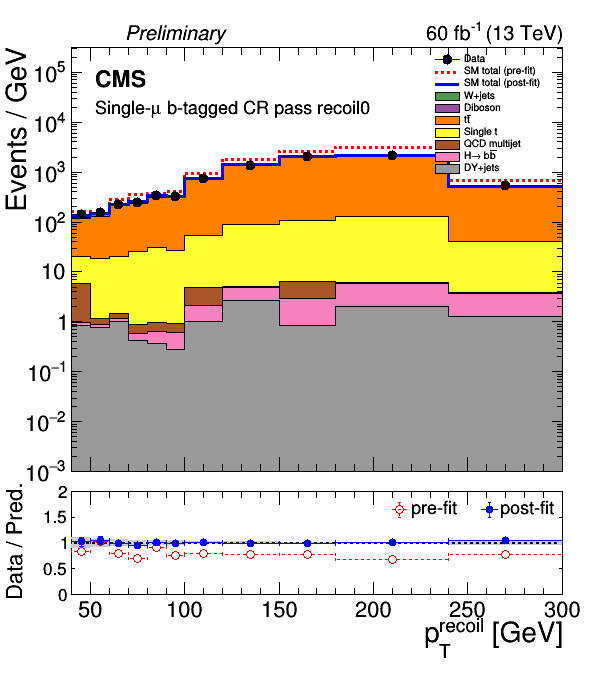 Preliminary
60 fb⁻¹ (13 TeV)
Events / GeV
CMS
Single-μ b-tagged CR pass recoil0
Data
SM total (pre-fit)
SM total (post-fit)
W+jets
Diboson
tt̅
Single t
QCD multijet
H→ bb̅
DY+jets
10⁵
10⁴
10³
10²
10
1
10⁻¹
10⁻²
10⁻³
Data / Pred.
2
1.5
1
0.5
0
pre-fit
post-fit
50 100 150 200 250 300
p_T^recoil [GeV]